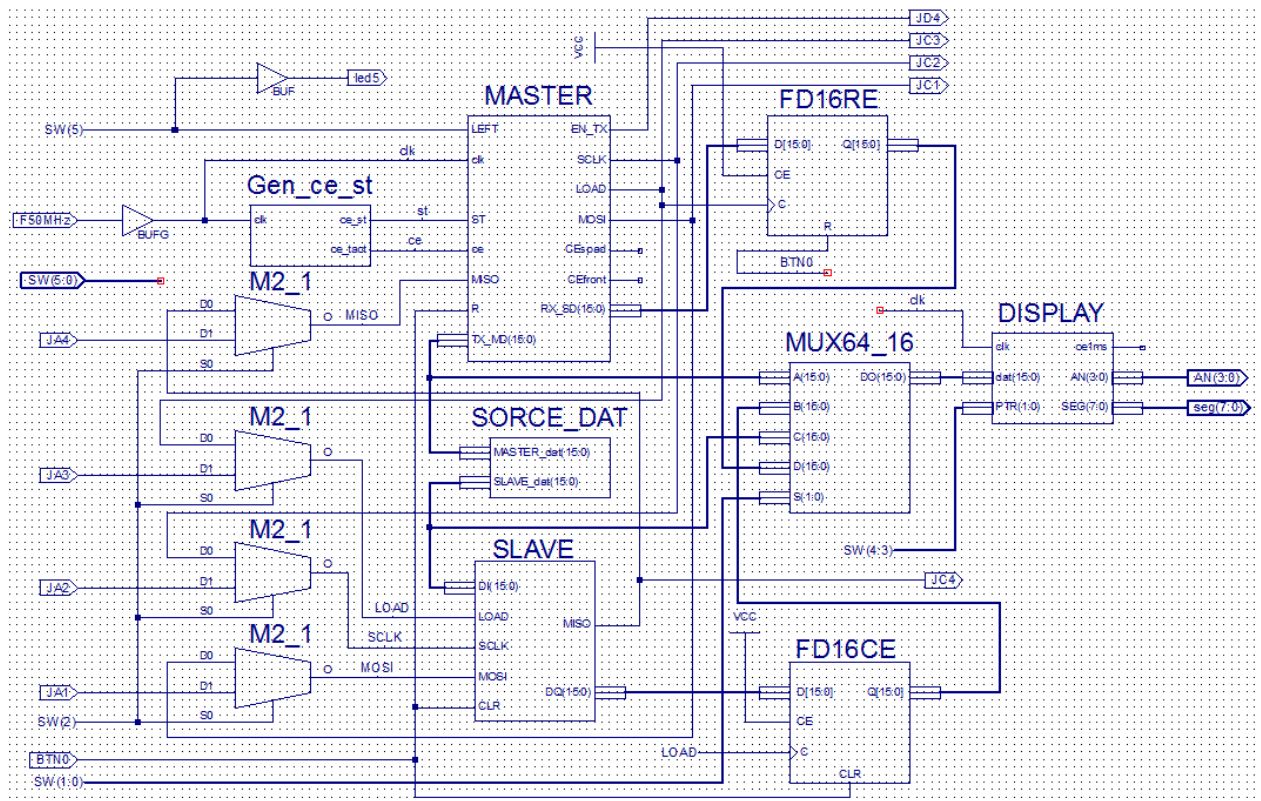 JD4
JC3
JC2
JC1
VCC
led5
BUF
MASTER
FD16RE
SW(5)
LEFT
EN_TX
D[15:0]
Q[15:0]
clk
clk
SCLK
CE
Gen_ce_st
LOAD
C
F50MHz
BUFG
clk
ce_st
st
ST
MOSI
R
ce_tact
ce
ce
CEspad
BTN0
SW(5:0)
M2_1
MISO
CEfront
D0
O
MISO
R
RX_SD(15:0)
clk
DISPLAY
JA4
D1
TX_MD(15:0)
MUX64_16
clk
ce1ms
S0
A(15:0)
DO(15:0)
dat(15:0)
AN(3:0)
AN(3:0)
M2_1
SORCE_DAT
B(15:0)
PTR(1:0)
SEG(7:0)
seg(7:0)
D0
O
MASTER_dat(15:0)
C(15:0)
JA3
D1
SLAVE_dat(15:0)
D(15:0)
S0
S(1:0)
M2_1
SLAVE
SW(4:3)
D0
O
JA2
D1
DI(15:0)
JC4
S0
LOAD
LOAD
MISO
VCC
M2_1
SCLK
SCLK
FD16CE
D0
O
MOSI
MOSI
JA1
D1
DQ(15:0)
D[15:0]
Q[15:0]
S0
CLR
SW(2)
CE
BTN0
LOAD
C
SW(1:0)
CLR